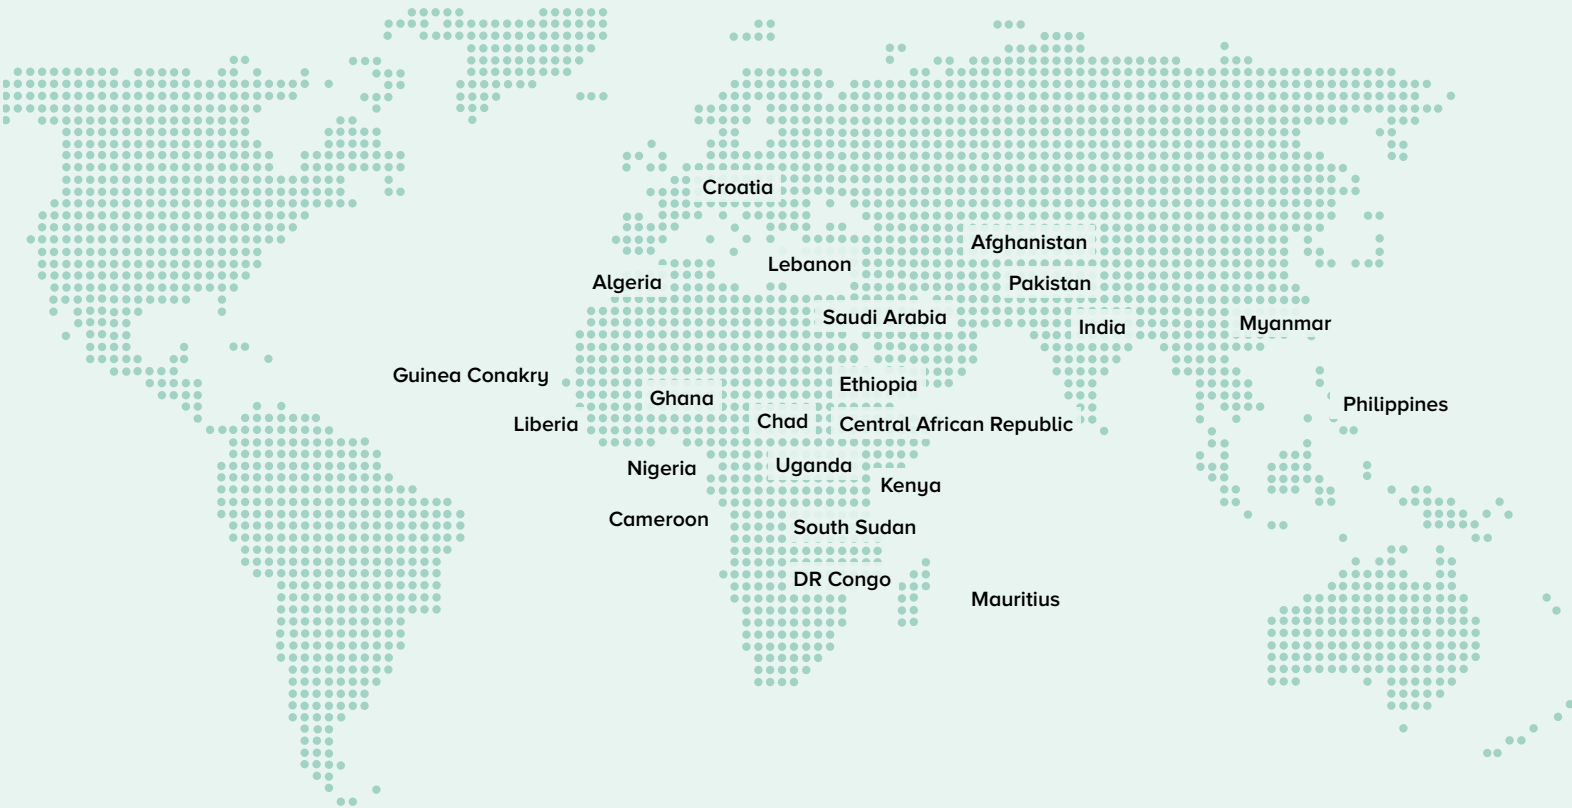 Croatia
Afghanistan
Lebanon
Algeria
Pakistan
Saudi Arabia
Myanmar
India
Guinea Conakry
Ethiopia
Ghana
Philippines
Chad
Liberia
Central African Republic
Uganda
Nigeria
Kenya
Cameroon
South Sudan
DR Congo
Mauritius